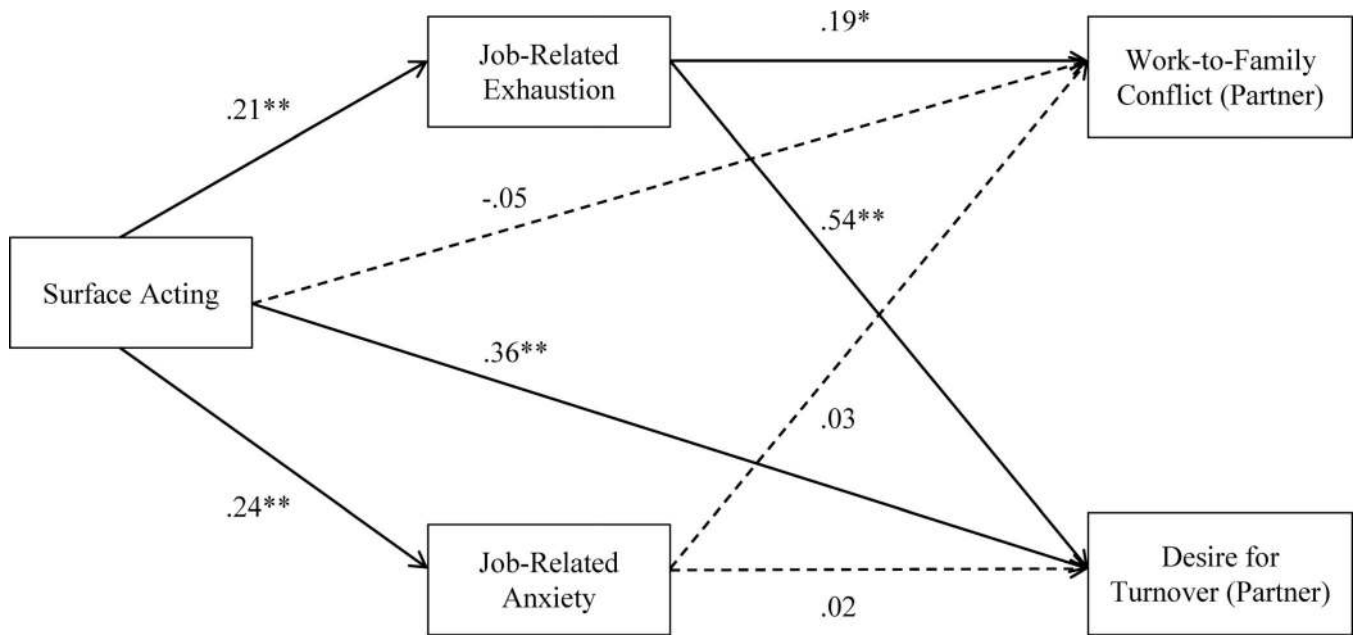 .19*
Job-Related
Exhaustion
Work-to-Family
Conflict (Partner)
.21**
-.05
.54**
Surface Acting
.36**
.03
.24**
Job-Related
Anxiety
Desire for
Turnover (Partner)
.02